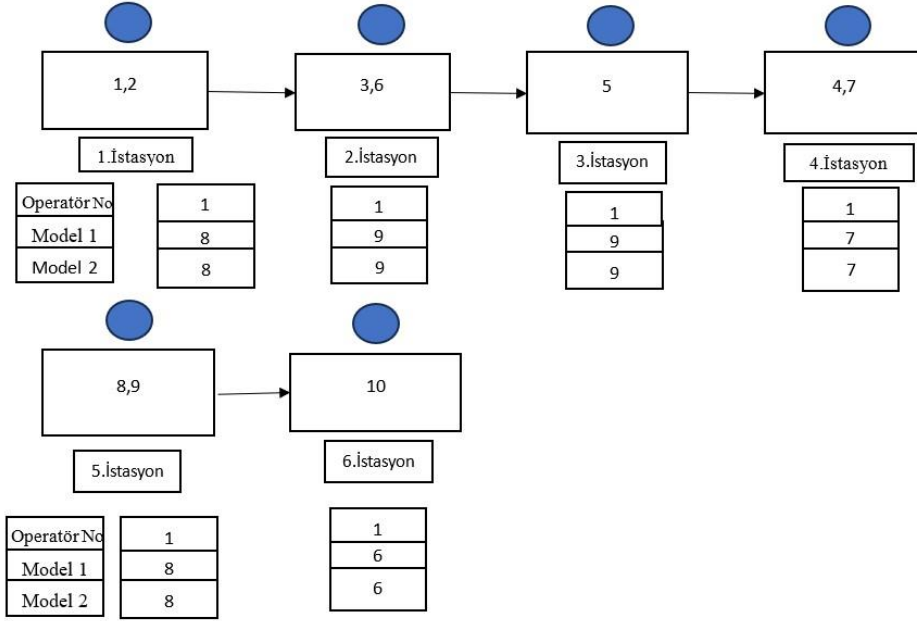 1,2
3,6
5
4,7
1.İstasyon
2.İstasyon
3.İstasyon
4.İstasyon
Operatör No 1 1 1 1
Model 1 8 9 9 7
Model 2 8 9 9 7
8,9
10
5.İstasyon
6.İstasyon
Operatör No 1 1
Model 1 8 6
Model 2 8 6